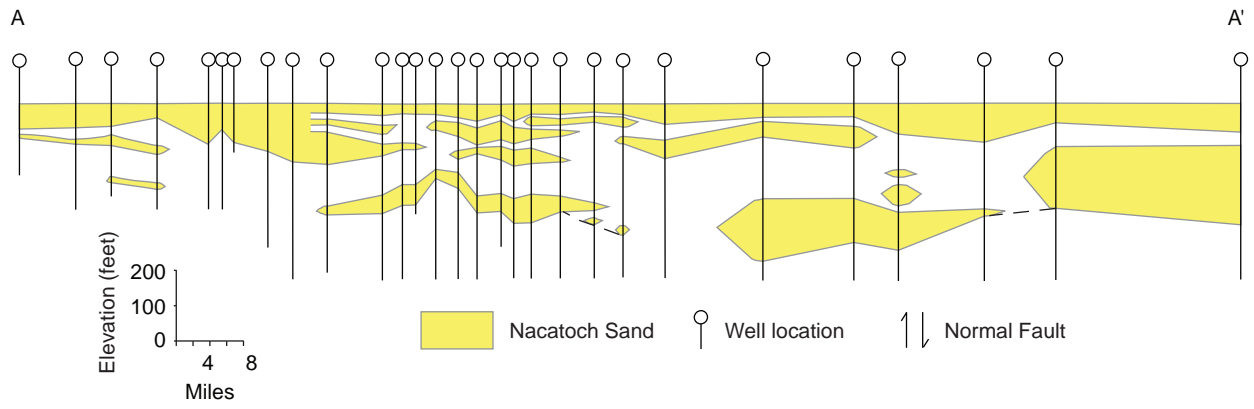 A A'
Elevation (feet)
200
100
0
4 8
Miles
Nacatoch Sand
Well location
Normal Fault